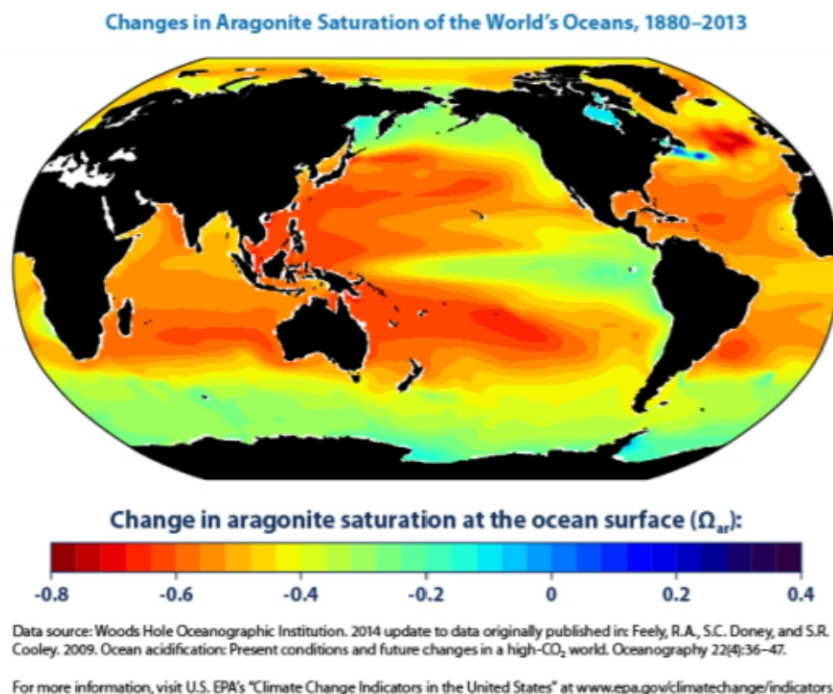 Changes in Aragonite Saturation of the World's Oceans, 1880–2013
Change in aragonite saturation at the ocean surface (Ωar):
-0.8 -0.6 -0.4 -0.2 0 0.2 0.4
Data source: Woods Hole Oceanographic Institution. 2014 update to data originally published in: Feely, R.A., S.C. Doney, and S.R.
Cooley. 2009. Ocean acidification: Present conditions and future changes in a high-CO₂ world. Oceanography 22(4):36–47.
For more information, visit U.S. EPA's "Climate Change Indicators in the United States" at www.epa.gov/climatechange/indicators